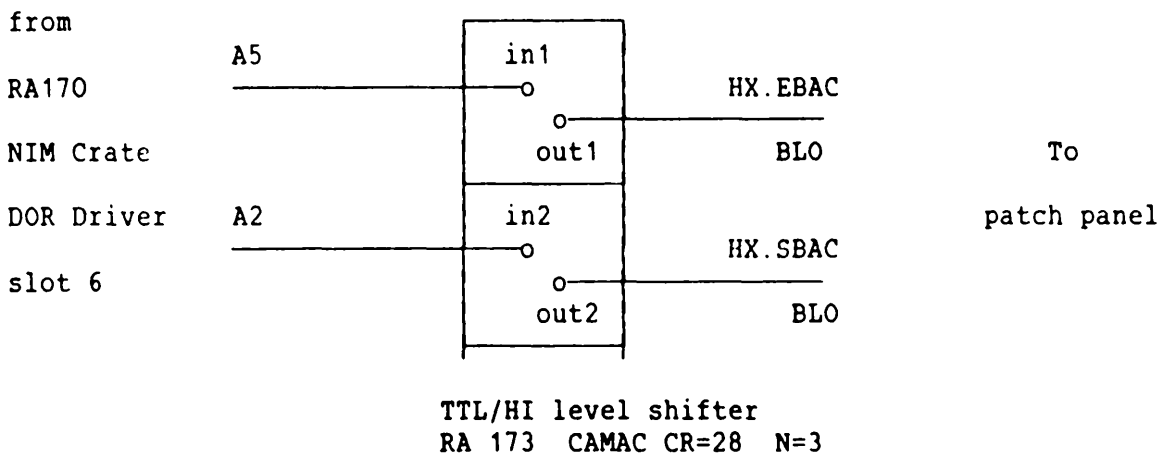 from
A5 in1
RA170 HX.EBAC
NIM Crate out1 BLO To
DOR Driver A2 in2 patch panel
HX.SBAC
slot 6
out2 BLO
TTL/HI level shifter
RA 173 CAMAC CR=28 N=3